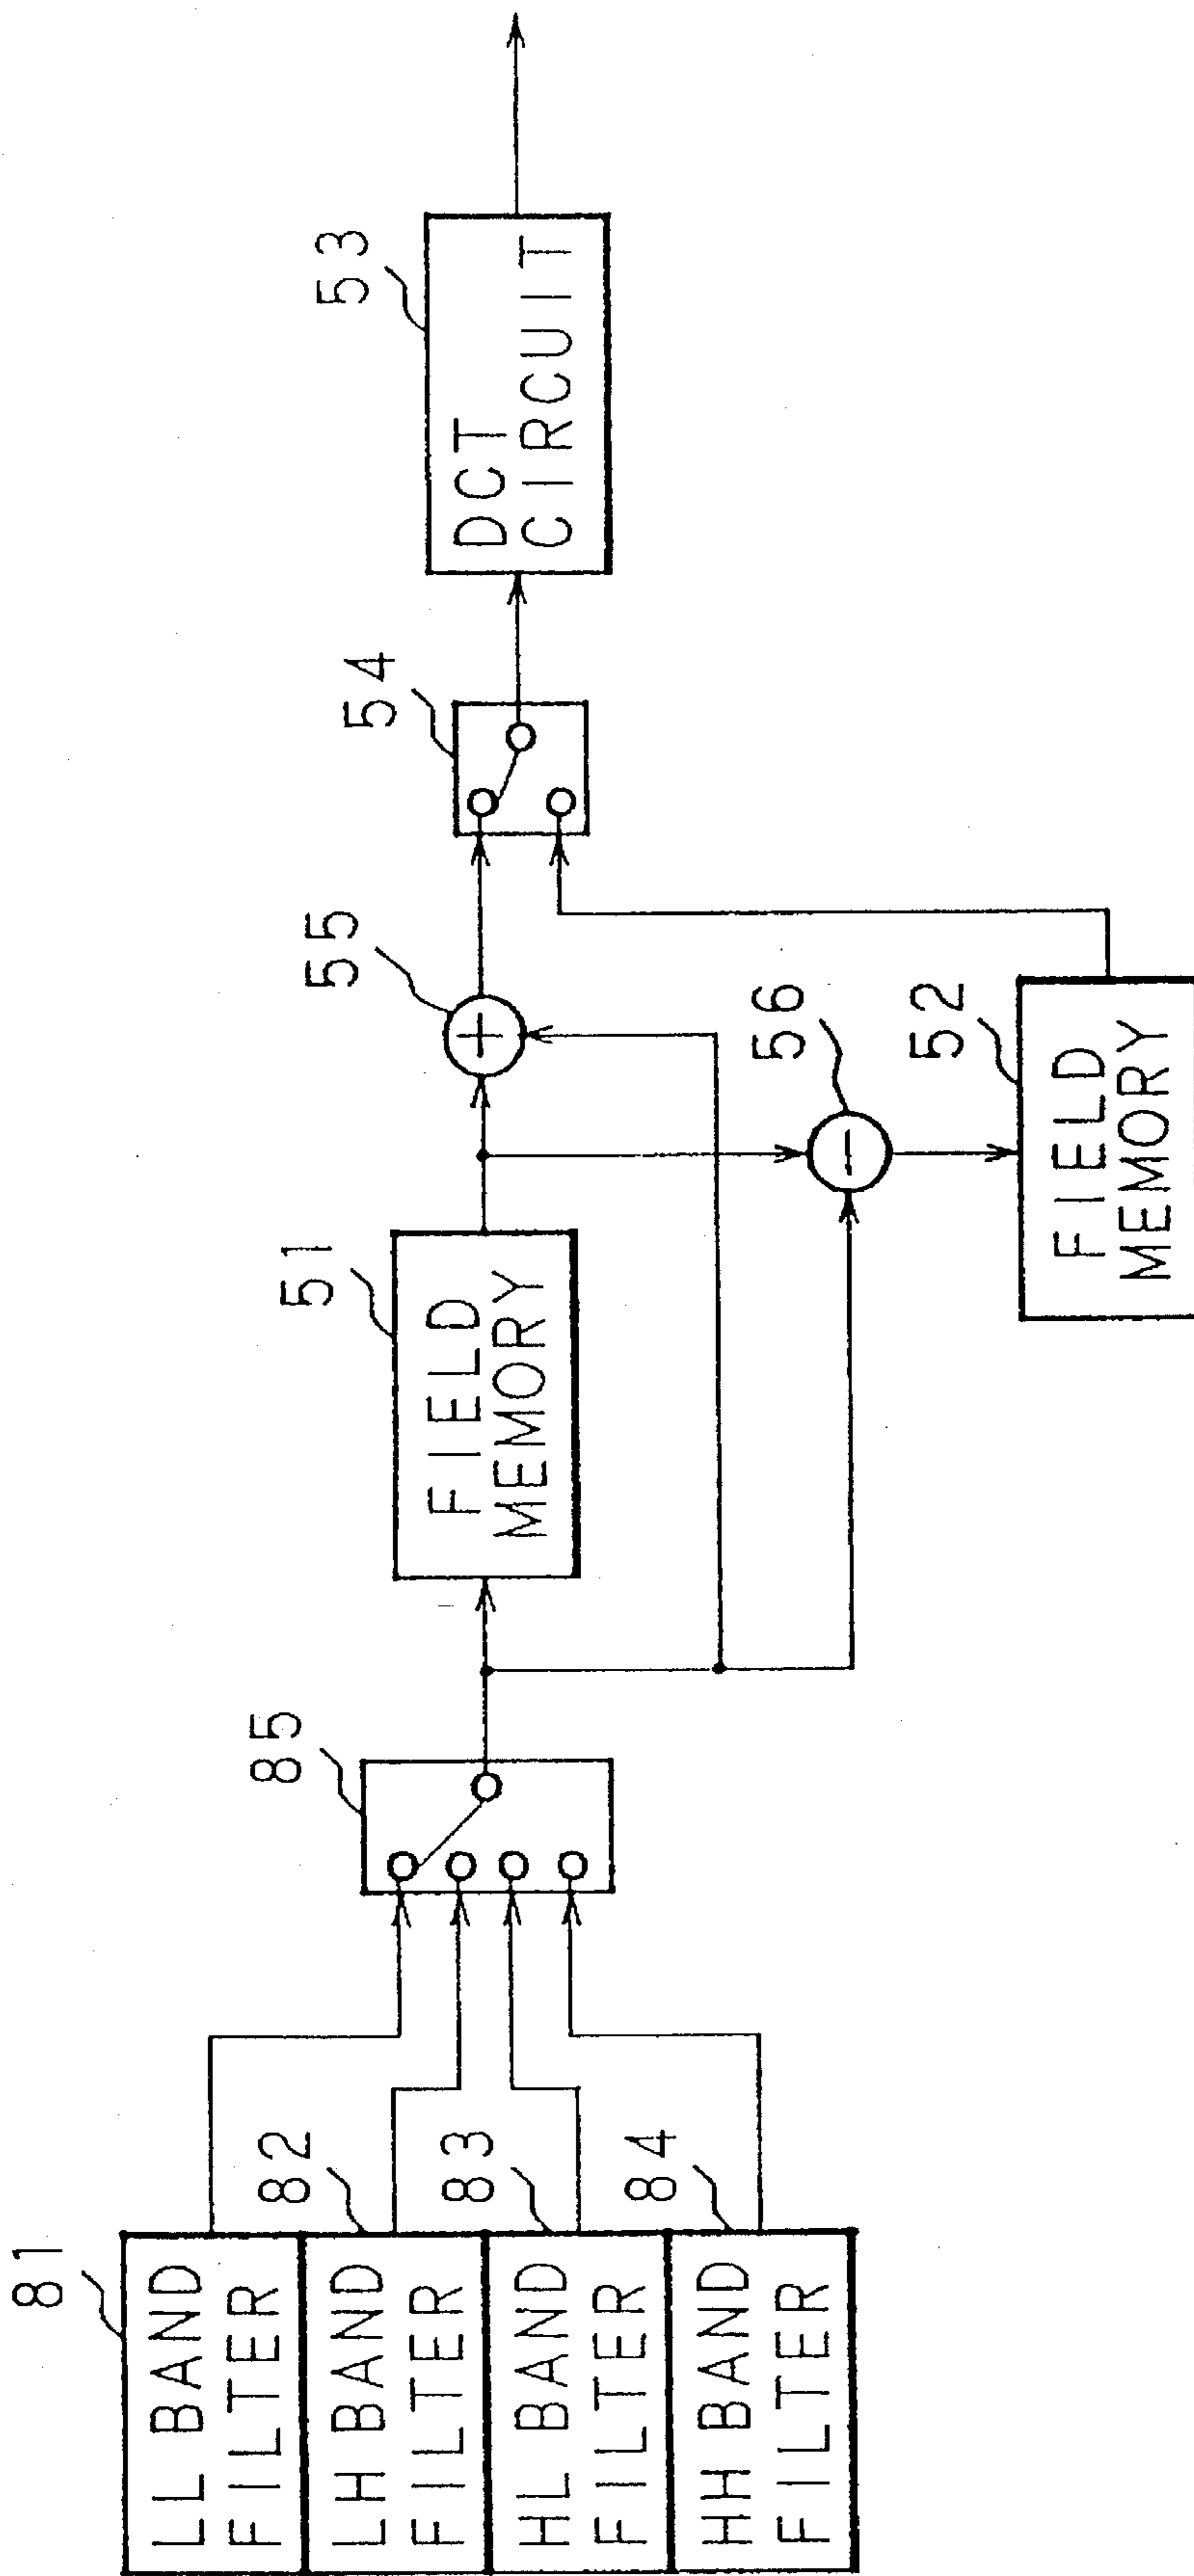 81
LL BAND
FILTER
82
LH BAND
FILTER
83
HL BAND
FILTER
84
HH BAND
FILTER
85
51
FIELD
MEMORY
55
56
52
FIELD
MEMORY
54
53
DCT
CIRCUIT